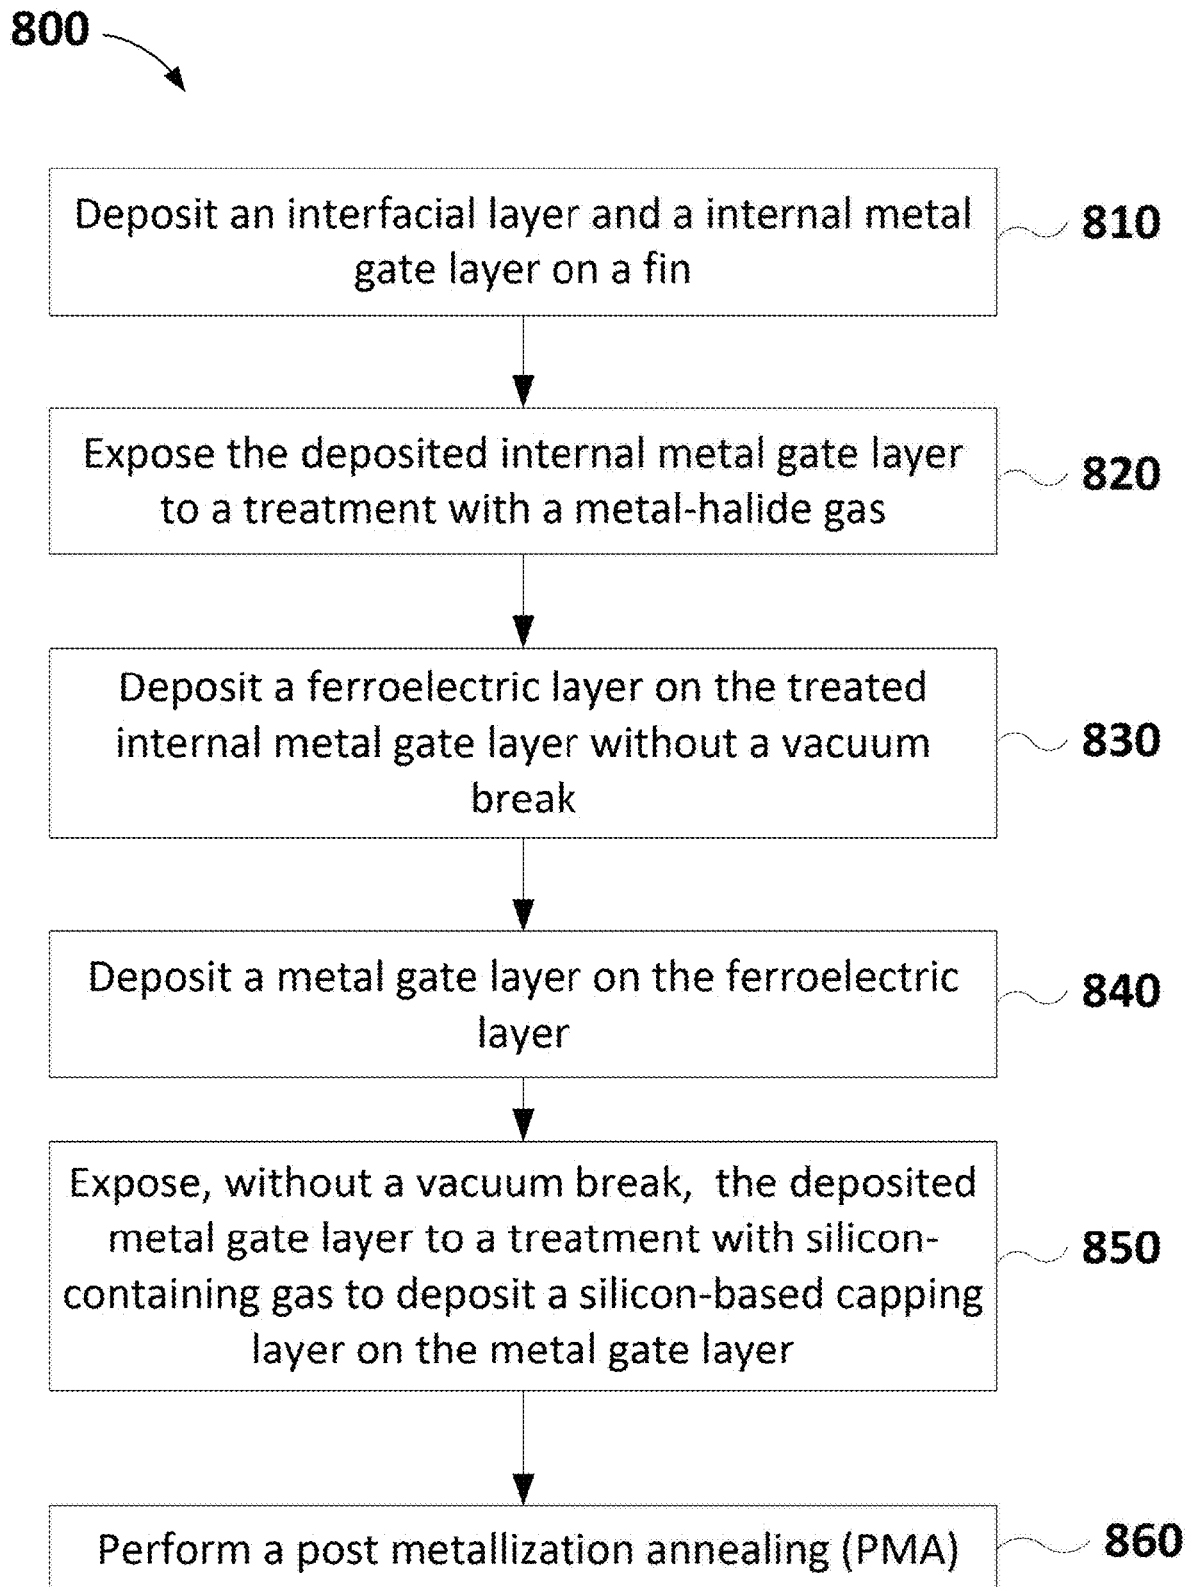 800
Deposit an interfacial layer and a internal metal
gate layer on a fin
810
Expose the deposited internal metal gate layer
to a treatment with a metal-halide gas
820
Deposit a ferroelectric layer on the treated
internal metal gate layer without a vacuum
break
830
Deposit a metal gate layer on the ferroelectric
layer
840
Expose, without a vacuum break,  the deposited
metal gate layer to a treatment with silicon-
containing gas to deposit a silicon-based capping
layer on the metal gate layer
850
Perform a post metallization annealing (PMA)
860